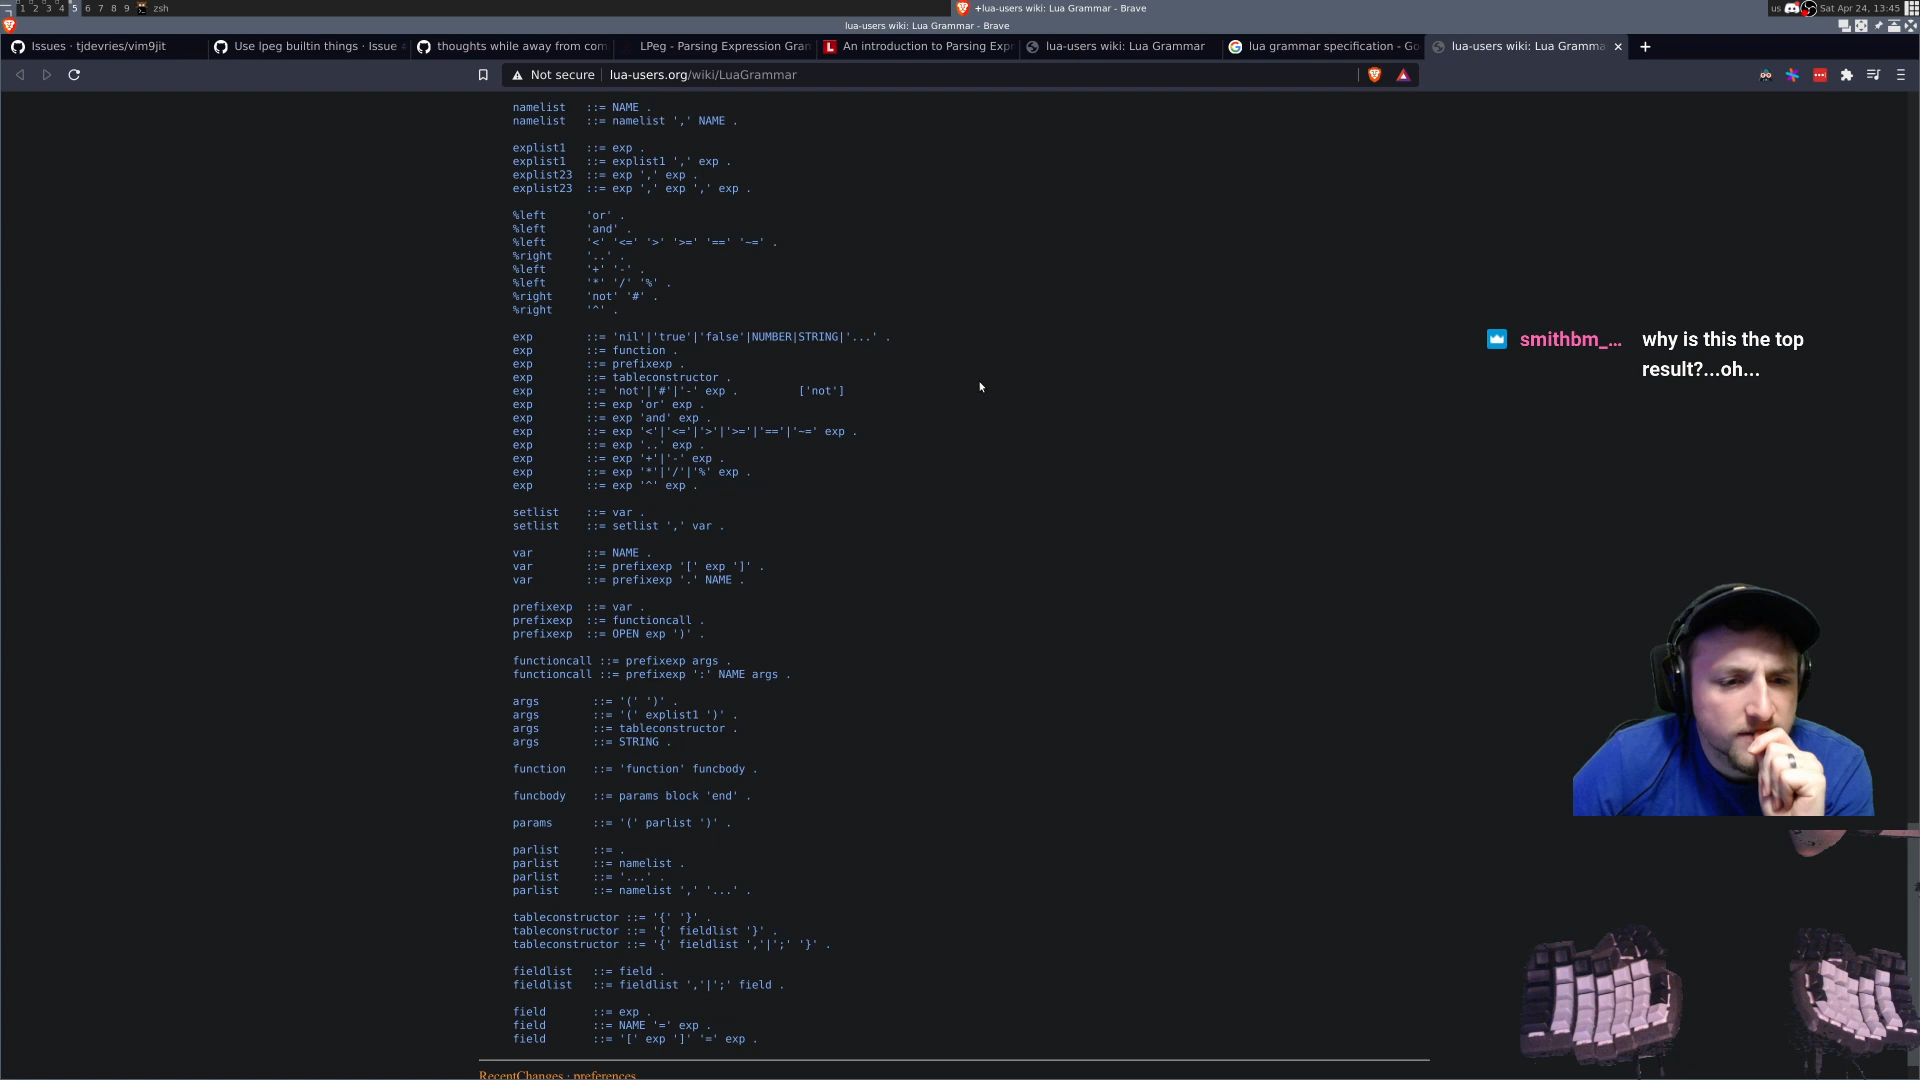 1 2 3 4 5 6 7 8 9 zsh
+lua-users wiki: Lua Grammar - Brave
us
Sat Apr 24, 13:45
lua-users wiki: Lua Grammar - Brave
Issues · tjdevries/vim9jit
Use lpeg builtin things · Issue
thoughts while away from com
LPeg - Parsing Expression Gran
An introduction to Parsing Expr
lua-users wiki: Lua Grammar
lua grammar specification - Go
lua-users wiki: Lua Gramma
Not secure
lua-users.org/wiki/LuaGrammar
namelist ::= NAME .
namelist ::= namelist ',' NAME .
explist1 ::= exp .
explist1 ::= explist1 ',' exp .
explist23 ::= exp ',' exp .
explist23 ::= exp ',' exp ',' exp .
%left 'or' .
%left 'and' .
%left '<' '<=' '>' '>=' '==' '~=' .
%right '..' .
%left '+' '-' .
%left '*' '/' '%' .
%right 'not' '#' .
%right '^' .
exp ::= 'nil'|'true'|'false'|NUMBER|STRING|'...' .
exp ::= function .
exp ::= prefixexp .
exp ::= tableconstructor .
exp ::= 'not'|'#'|'-' exp . ['not']
exp ::= exp 'or' exp .
exp ::= exp 'and' exp .
exp ::= exp '<'|'<='|'>'|'>='|'=='|'~=' exp .
exp ::= exp '..' exp .
exp ::= exp '+'|'-' exp .
exp ::= exp '*'|'/'|'%' exp .
exp ::= exp '^' exp .
setlist ::= var .
setlist ::= setlist ',' var .
var ::= NAME .
var ::= prefixexp '[' exp ']' .
var ::= prefixexp '.' NAME .
prefixexp ::= var .
prefixexp ::= functioncall .
prefixexp ::= OPEN exp ')' .
functioncall ::= prefixexp args .
functioncall ::= prefixexp ':' NAME args .
args ::= '(' ')' .
args ::= '(' explist1 ')' .
args ::= tableconstructor .
args ::= STRING .
function ::= 'function' funcbody .
funcbody ::= params block 'end' .
params ::= '(' parlist ')' .
parlist ::= .
parlist ::= namelist .
parlist ::= '...' .
parlist ::= namelist ',' '...' .
tableconstructor ::= '{' '}' .
tableconstructor ::= '{' fieldlist '}' .
tableconstructor ::= '{' fieldlist ','|';' '}' .
fieldlist ::= field .
fieldlist ::= fieldlist ','|';' field .
field ::= exp .
field ::= NAME '=' exp .
field ::= '[' exp ']' '=' exp .
RecentChanges · preferences
smithbm_... why is this the top
result?...oh...